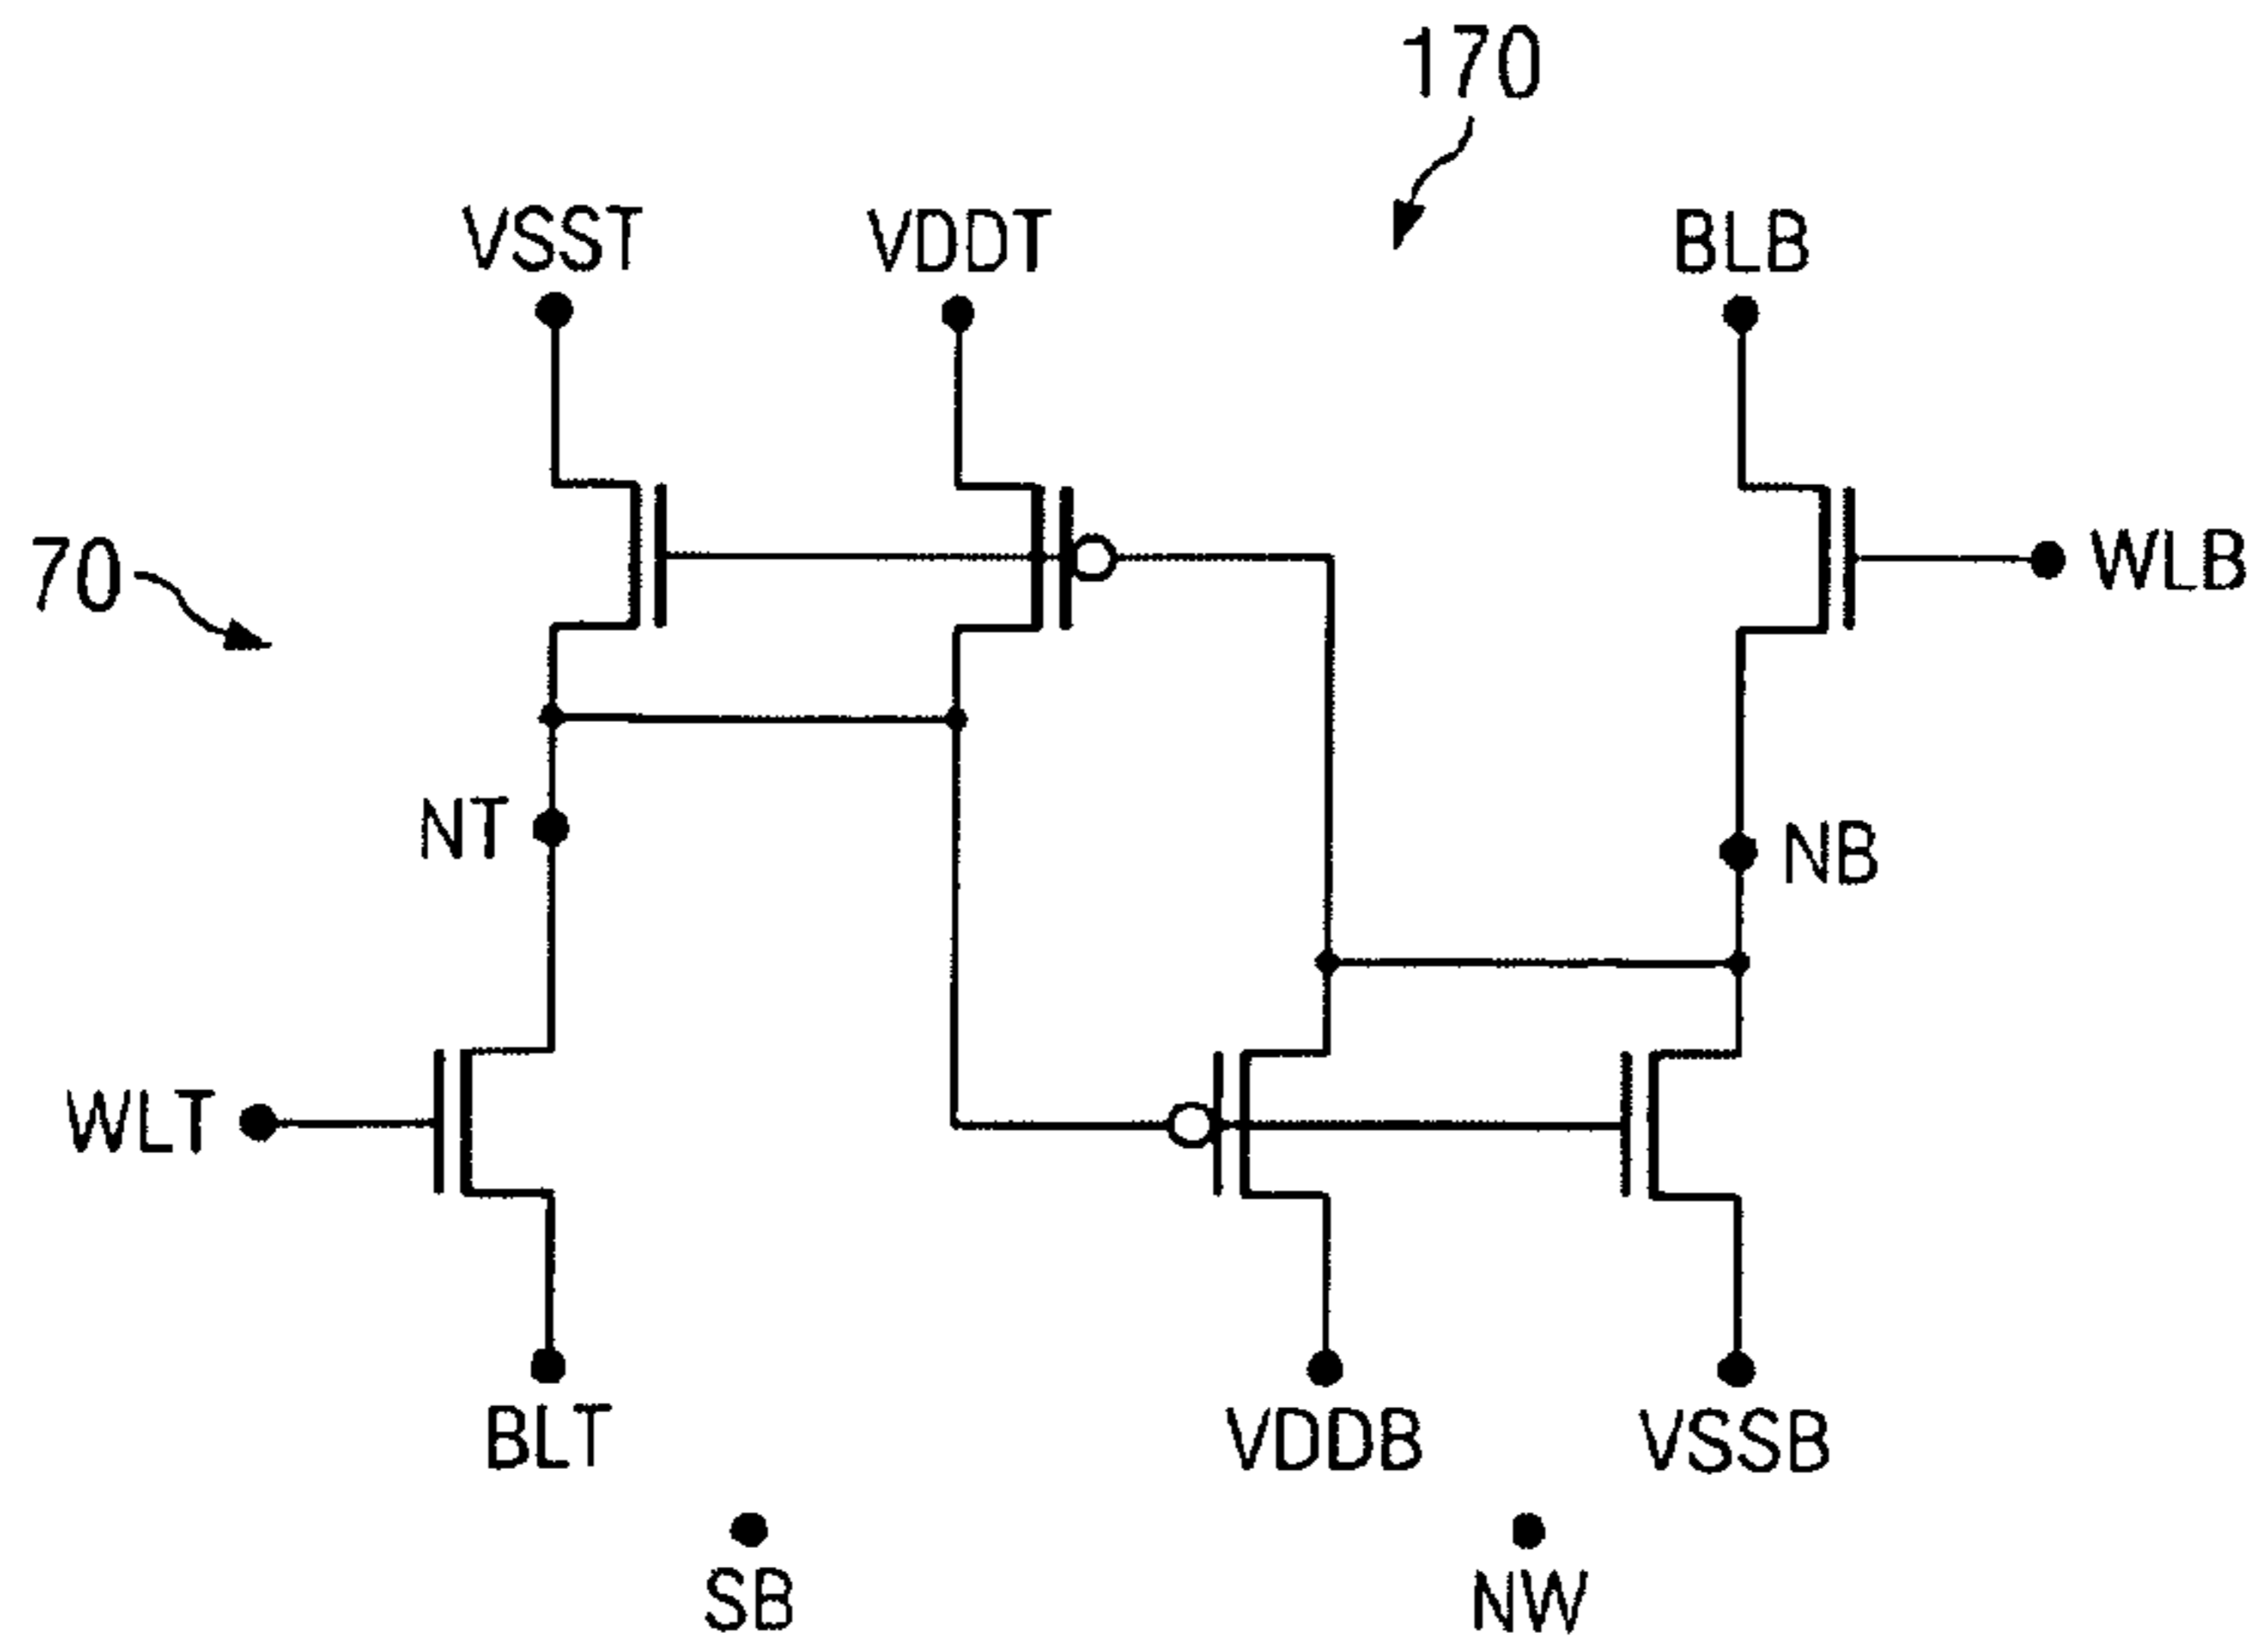 170
VSST
VDDT
BLB
70
WLB
NT
NB
WLT
BLT
VDDB
VSSB
SB
NW